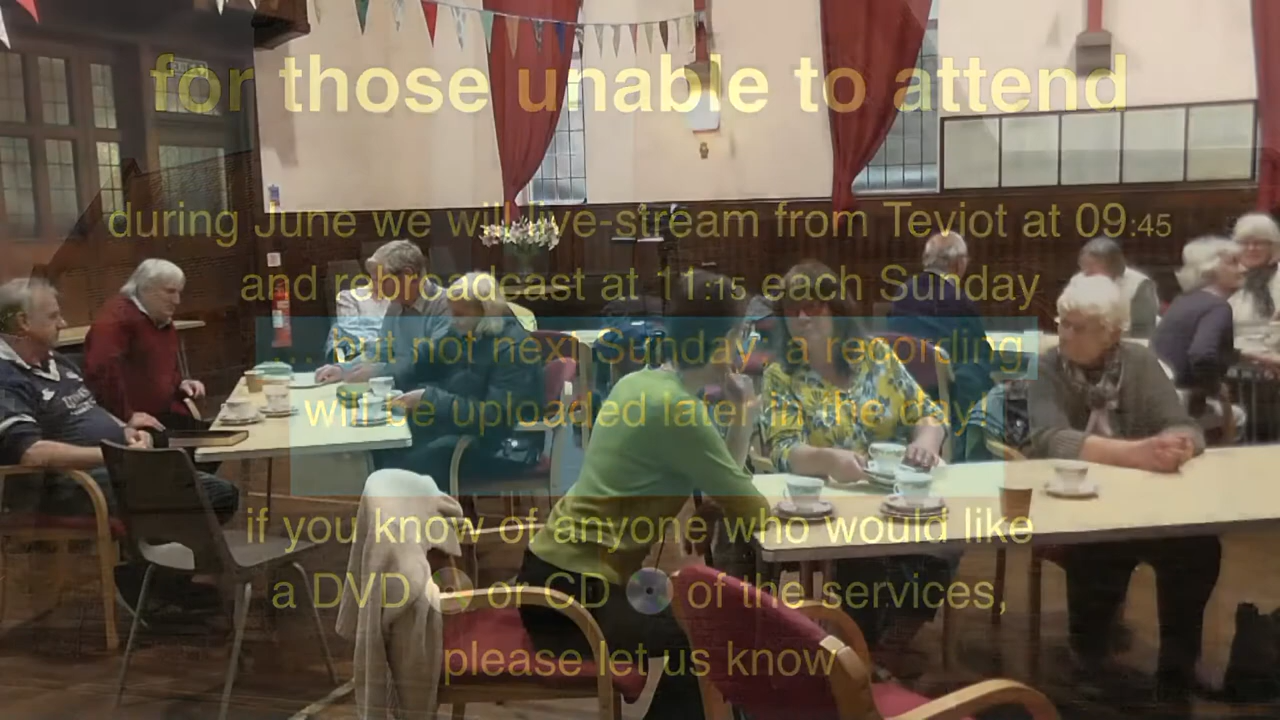 for those unable to attend
during June we will live-stream from Teviot at 09:45
and rebroadcast at 11:15 each Sunday
... but not next Sunday, a recording
will be uploaded later in the day!
if you know of anyone who would like
a DVD 📀 or CD 💿 of the services,
please let us know